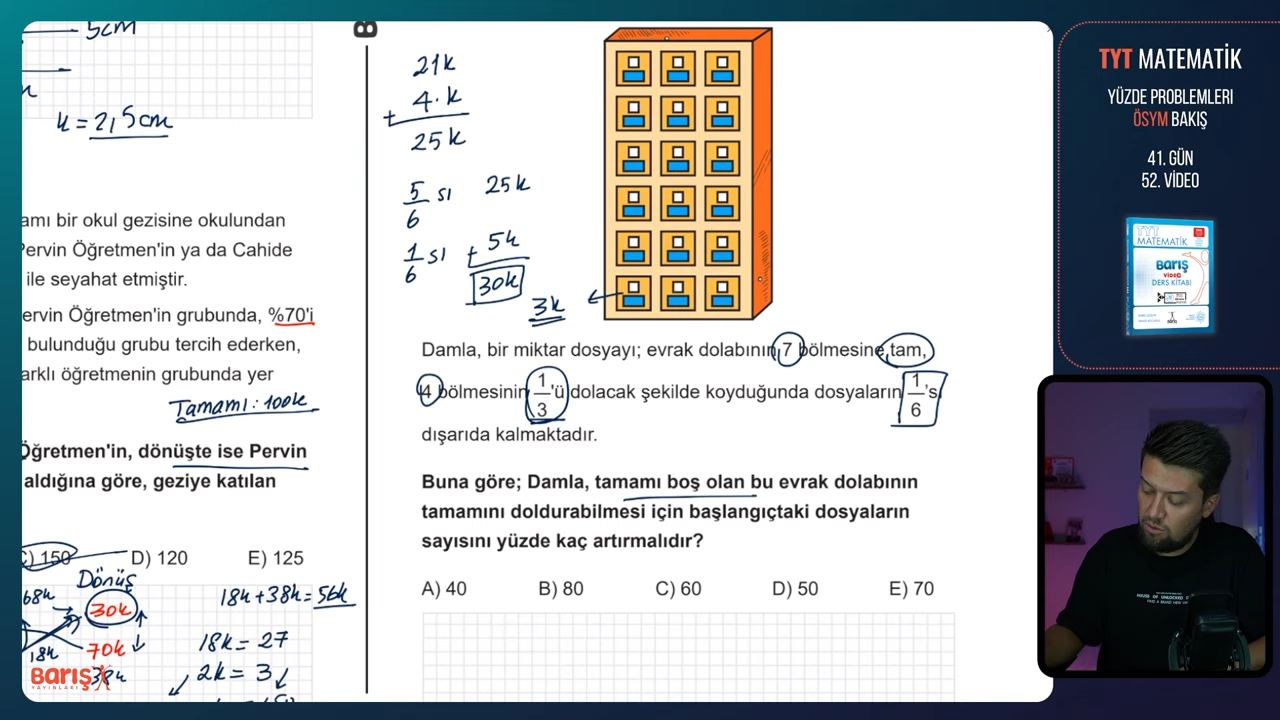 5cm
k = 2,5cm
amı bir okul gezisine okulundan
Pervin Öğretmen'in ya da Cahide
ile seyahat etmiştir.
ervin Öğretmen'in grubunda, %70'i
bulunduğu grubu tercih ederken,
arklı öğretmenin grubunda yer
Tamamı: 100k
Öğretmen'in, dönüşte ise Pervin
aldığına göre, geziye katılan
C) 150 D) 120 E) 125
Dönüş
68k 30k 18k+38k=56k
18k 70k 18k = 27
38k 2k = 3
BARIŞ
YAYINLARI
B
21k
+ 4·k
25k
5/6 sı 25k
1/6 sı + 5k
30k
3k
Damla, bir miktar dosyayı; evrak dolabının 7 bölmesine tam,
4 bölmesinin 1/3'ü dolacak şekilde koyduğunda dosyaların 1/6'sı
dışarıda kalmaktadır.
Buna göre; Damla, tamamı boş olan bu evrak dolabının
tamamını doldurabilmesi için başlangıçtaki dosyaların
sayısını yüzde kaç artırmalıdır?
A) 40 B) 80 C) 60 D) 50 E) 70
TYT MATEMATİK
YÜZDE PROBLEMLERI
ÖSYM BAKIŞ
41. GÜN
52. VİDEO
TYT
MATEMATİK
BARIŞ
VİDEO
DERS KİTABI